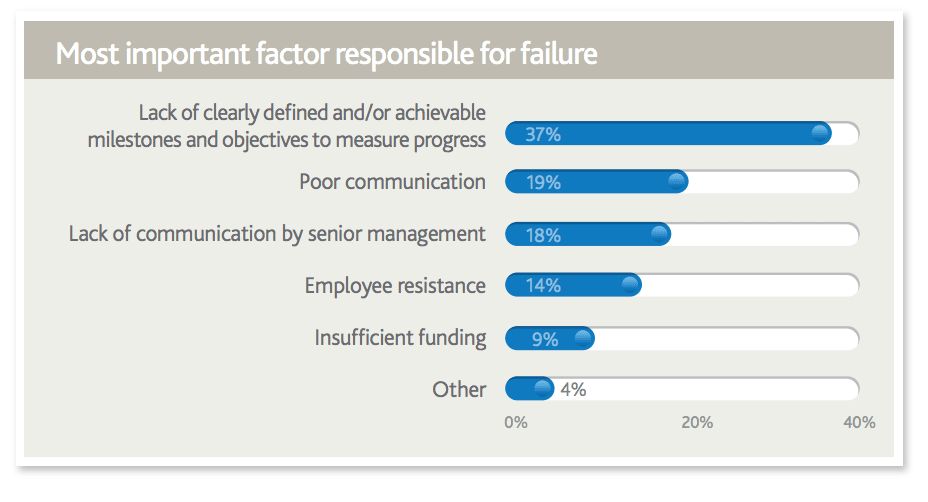 Most important factor responsible for failure
Lack of clearly defined and/or achievable
milestones and objectives to measure progress
37%
Poor communication
19%
Lack of communication by senior management
18%
Employee resistance
14%
Insufficient funding
9%
Other
4%
0%
20%
40%